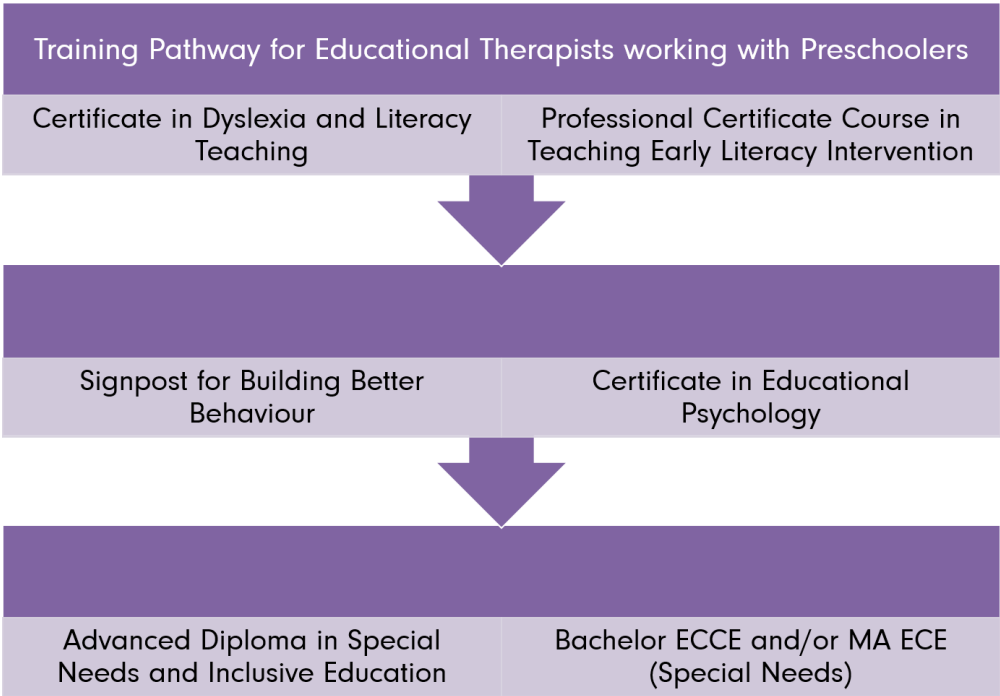 Training Pathway for Educational Therapists working with Preschoolers
Certificate in Dyslexia and Literacy
Teaching
Professional Certificate Course in
Teaching Early Literacy Intervention
Signpost for Building Better
Behaviour
Certificate in Educational
Psychology
Advanced Diploma in Special
Needs and Inclusive Education
Bachelor ECCE and/or MA ECE
(Special Needs)